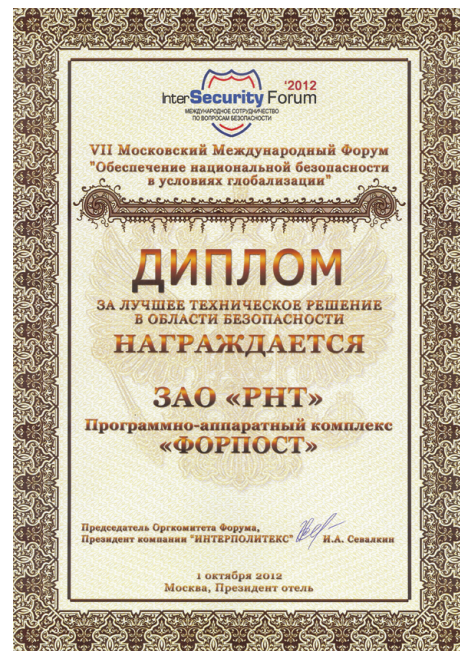 '2012
InterSecurity Forum
МЕЖДУНАРОДНОЕ СОТРУДНИЧЕСТВО
ПО ВОПРОСАМ БЕЗОПАСНОСТИ
VII Московский Международный Форум
"Обеспечение национальной безопасности
в условиях глобализации"
ДИПЛОМ
ЗА ЛУЧШЕЕ ТЕХНИЧЕСКОЕ РЕШЕНИЕ
В ОБЛАСТИ БЕЗОПАСНОСТИ
НАГРАЖДАЕТСЯ
ЗАО «РНТ»
Программно-аппаратный комплекс
«ФОРПОСТ»
Председатель Оргкомитета Форума,
Президент компании "ИНТЕРПОЛИТЕКС" И.А. Севалкин
1 октября 2012
Москва, Президент отель